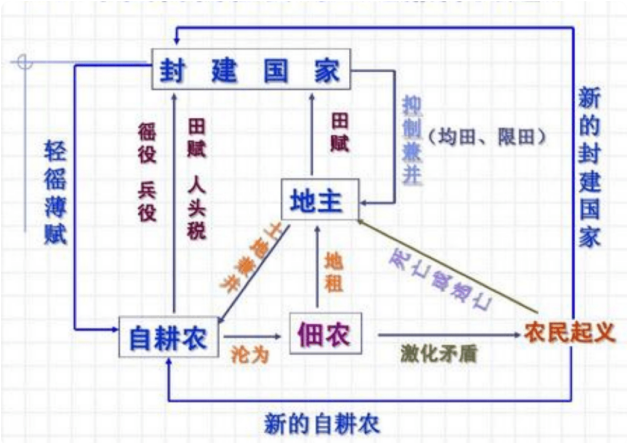 封建国家
新的封建国家
抑制兼并
（均田、限田）
轻徭薄赋
徭役 兵役
田赋 人头税
田赋
地主
土地兼并
地租
死亡或逃亡
自耕农
沦为
佃农
激化矛盾
农民起义
新的自耕农